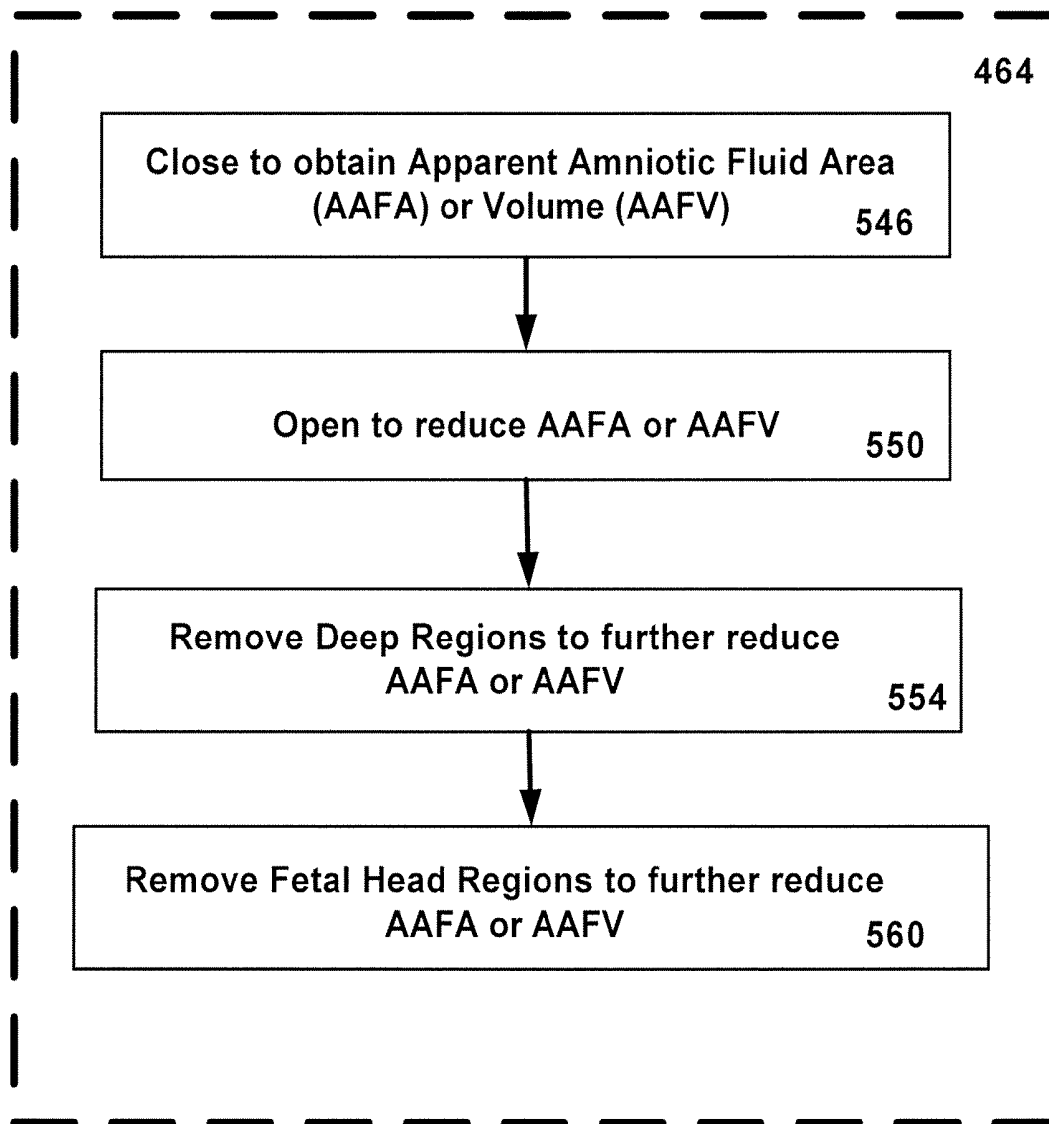 464
Close to obtain Apparent Amniotic Fluid Area
(AAFA) or Volume (AAFV)
546
Open to reduce AAFA or AAFV
550
Remove Deep Regions to further reduce
AAFA or AAFV
554
Remove Fetal Head Regions to further reduce
AAFA or AAFV
560